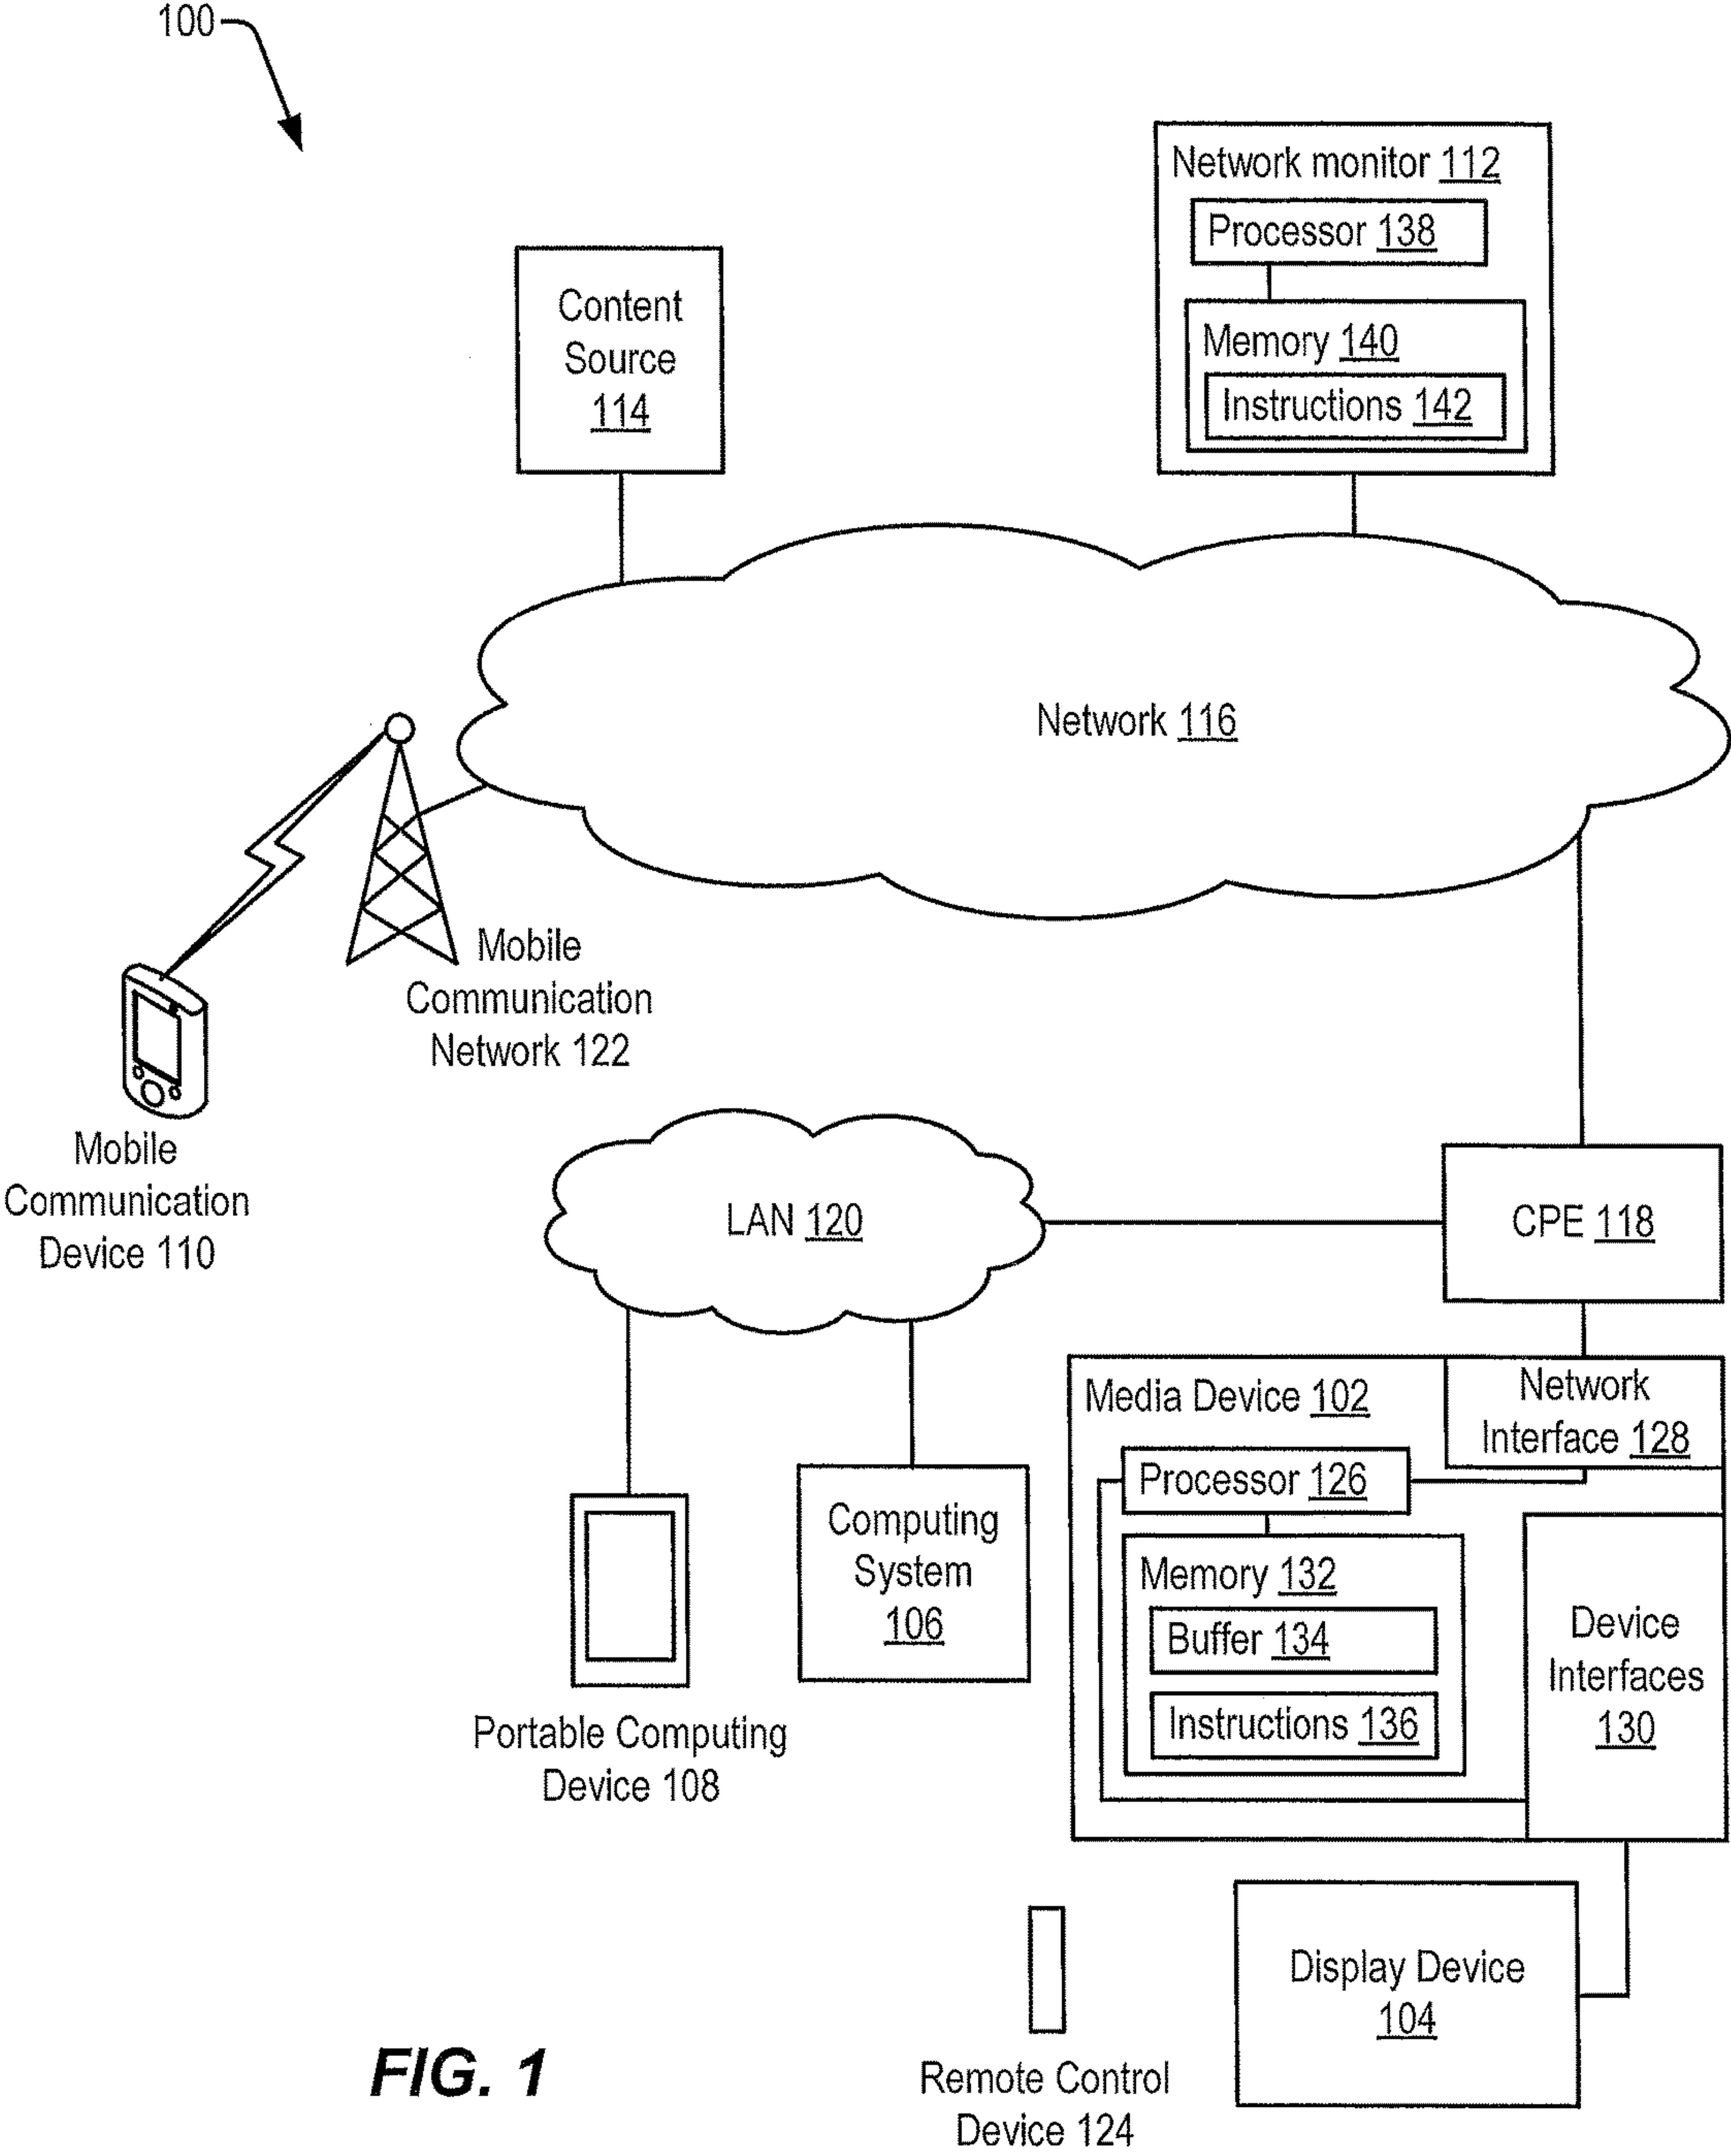 100
Network monitor 112
Processor 138
Memory 140
Instructions 142
Content
Source
114
Network 116
Mobile
Communication
Network 122
Mobile
Communication
Device 110
LAN 120
CPE 118
Media Device 102
Network
Interface 128
Processor 126
Memory 132
Buffer 134
Instructions 136
Device
Interfaces
130
Computing
System
106
Portable Computing
Device 108
Display Device
104
Remote Control
Device 124
FIG. 1